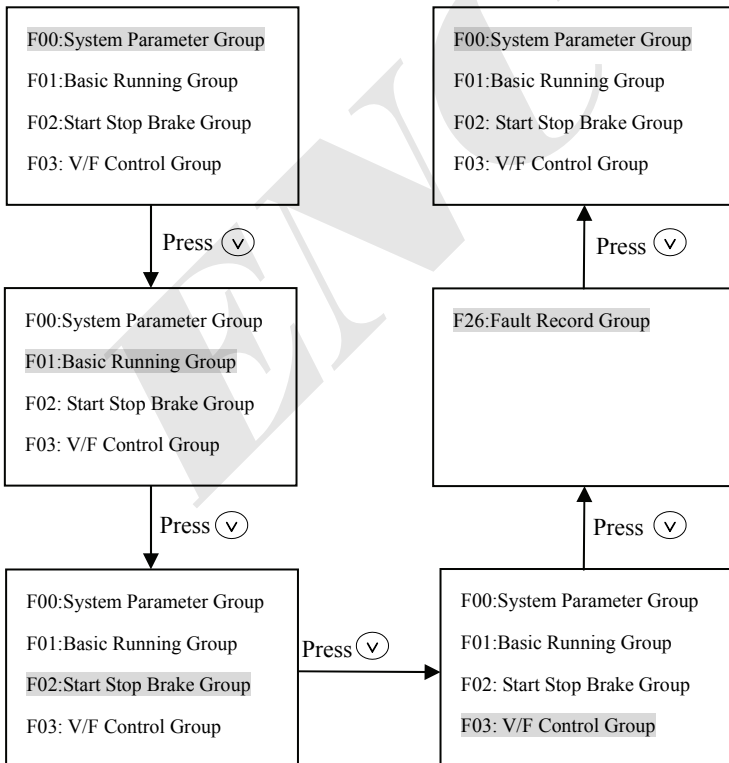 F00:System Parameter Group
F01:Basic Running Group
F02:Start Stop Brake Group
F03: V/F Control Group
Press
F00:System Parameter Group
F01:Basic Running Group
F02: Start Stop Brake Group
F03: V/F Control Group
Press
F00:System Parameter Group
F01:Basic Running Group
F02:Start Stop Brake Group
F03: V/F Control Group
Press
F00:System Parameter Group
F01:Basic Running Group
F02: Start Stop Brake Group
F03: V/F Control Group
Press
F26:Fault Record Group
Press
F00:System Parameter Group
F01:Basic Running Group
F02: Start Stop Brake Group
F03: V/F Control Group
ENC